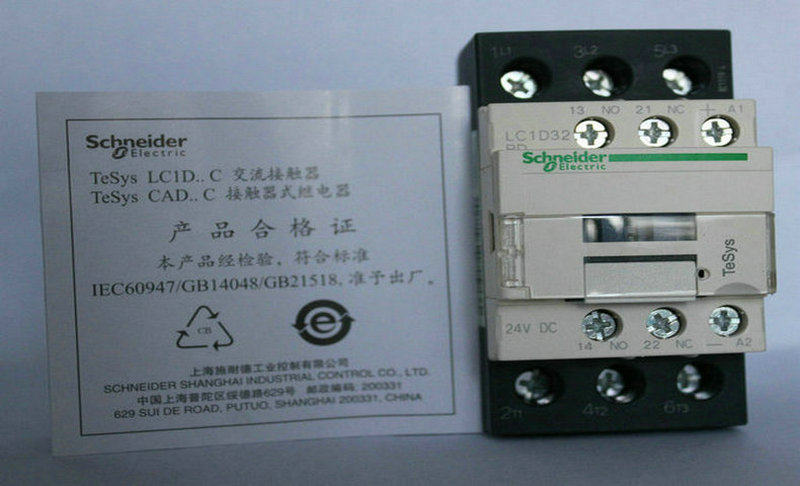 Schneider
Electric
TeSys LC1D..C 交流接触器
TeSys CAD..C 接触器式继电器
产品合格证
本产品经检验，符合标准
IEC60947/GB14048/GB21518，准予出厂。
CB
e
上海施耐德工业控制有限公司
SCHNEIDER SHANGHAI INDUSTRIAL CONTROL CO., LTD.
中国上海普陀区绥德路629号 邮政编码：200331
629 SUI DE ROAD, PUTUO, SHANGHAI 200331, CHINA
1L1 3L2 5L3
13 NO 21 NC + A1
LC1D32
BD
Schneider
Electric
TeSys
24V DC
14 NO 22 NC — A2
2T1 4T2 6T3